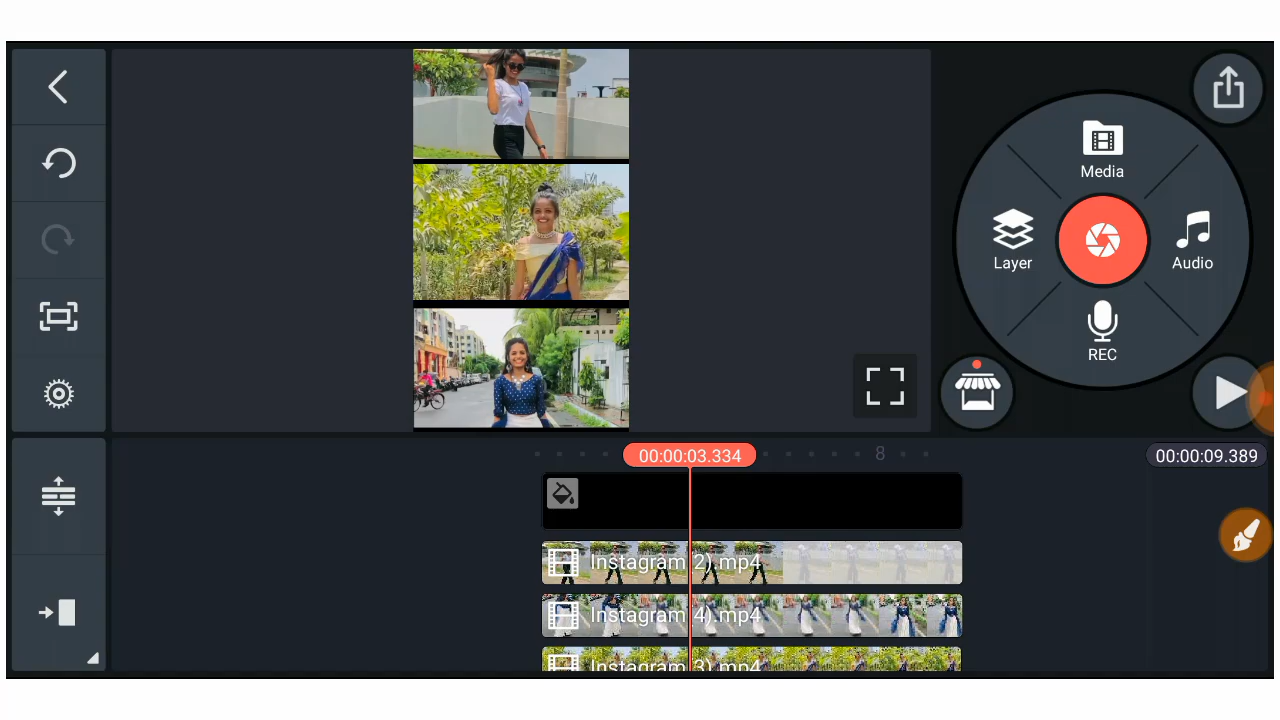 Media
Layer
Audio
REC
00:00:03.334
8
00:00:09.389
Instagram (2).mp4
Instagram (4).mp4
Instagram (3).mp4